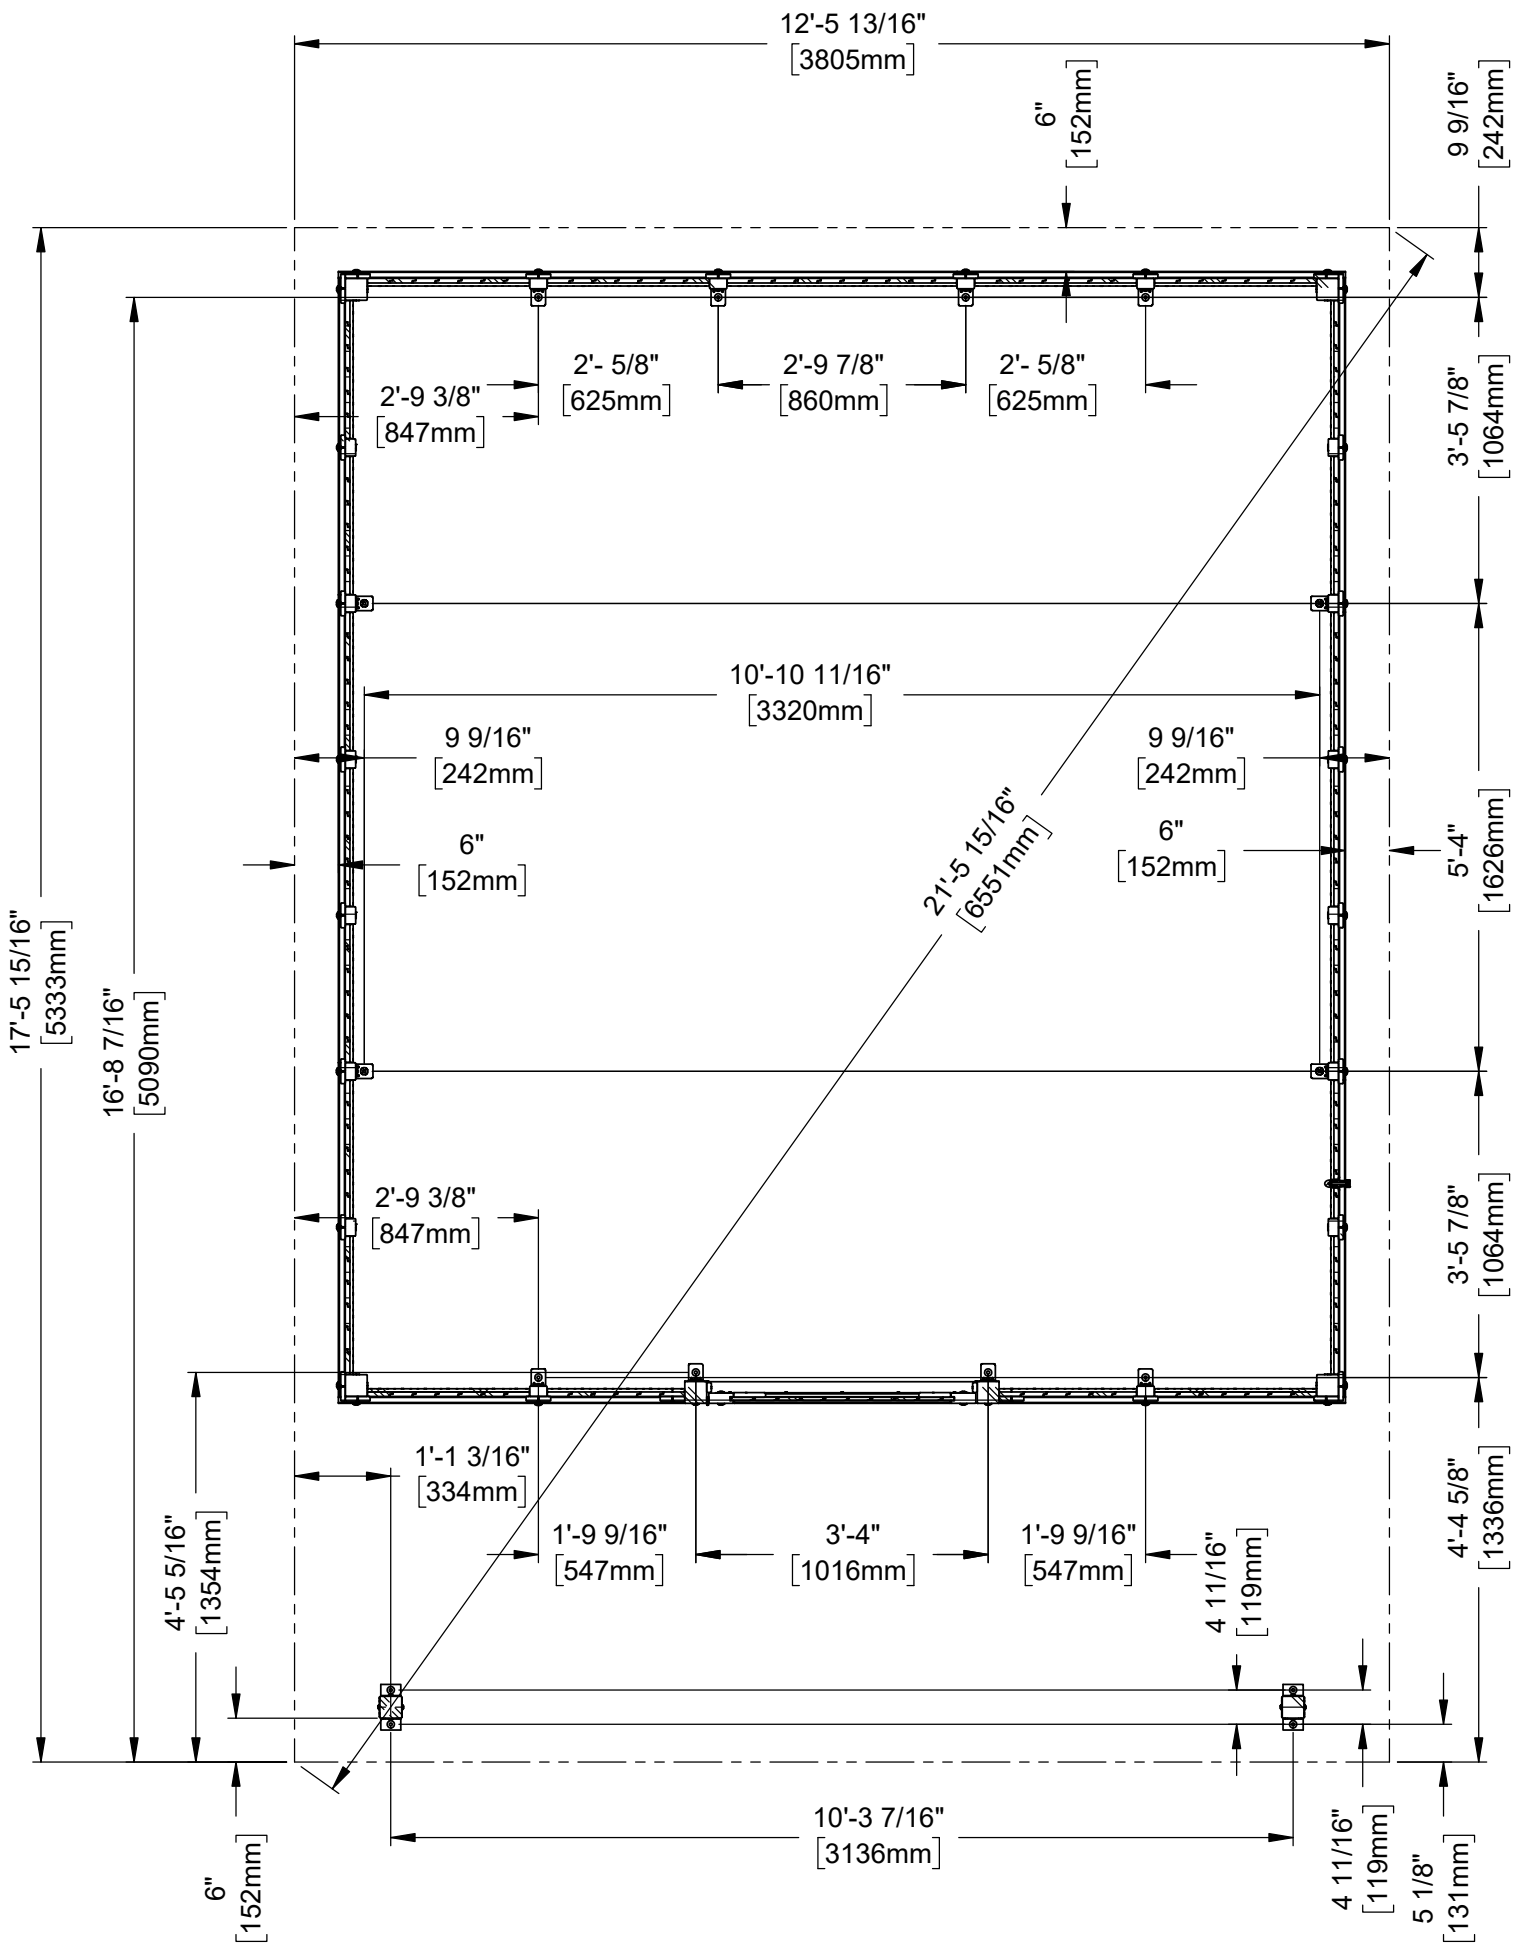 12'-5 13/16"
[3805mm]
6"
[152mm]
9 9/16"
[242mm]
2'- 5/8"
[625mm]
2'-9 7/8"
[860mm]
2'- 5/8"
[625mm]
2'-9 3/8"
[847mm]
3'-5 7/8"
[1064mm]
10'-10 11/16"
[3320mm]
9 9/16"
[242mm]
9 9/16"
[242mm]
6"
[152mm]
21'-5 15/16"
[6551mm]
6"
[152mm]
5'-4"
[1626mm]
17'-5 15/16"
[5333mm]
16'-8 7/16"
[5090mm]
2'-9 3/8"
[847mm]
3'-5 7/8"
[1064mm]
1'-1 3/16"
[334mm]
4'-5 5/16"
[1354mm]
1'-9 9/16"
[547mm]
3'-4"
[1016mm]
1'-9 9/16"
[547mm]
4 11/16"
[119mm]
4'-4 5/8"
[1336mm]
10'-3 7/16"
[3136mm]
6"
[152mm]
4 11/16"
[119mm]
5 1/8"
[131mm]